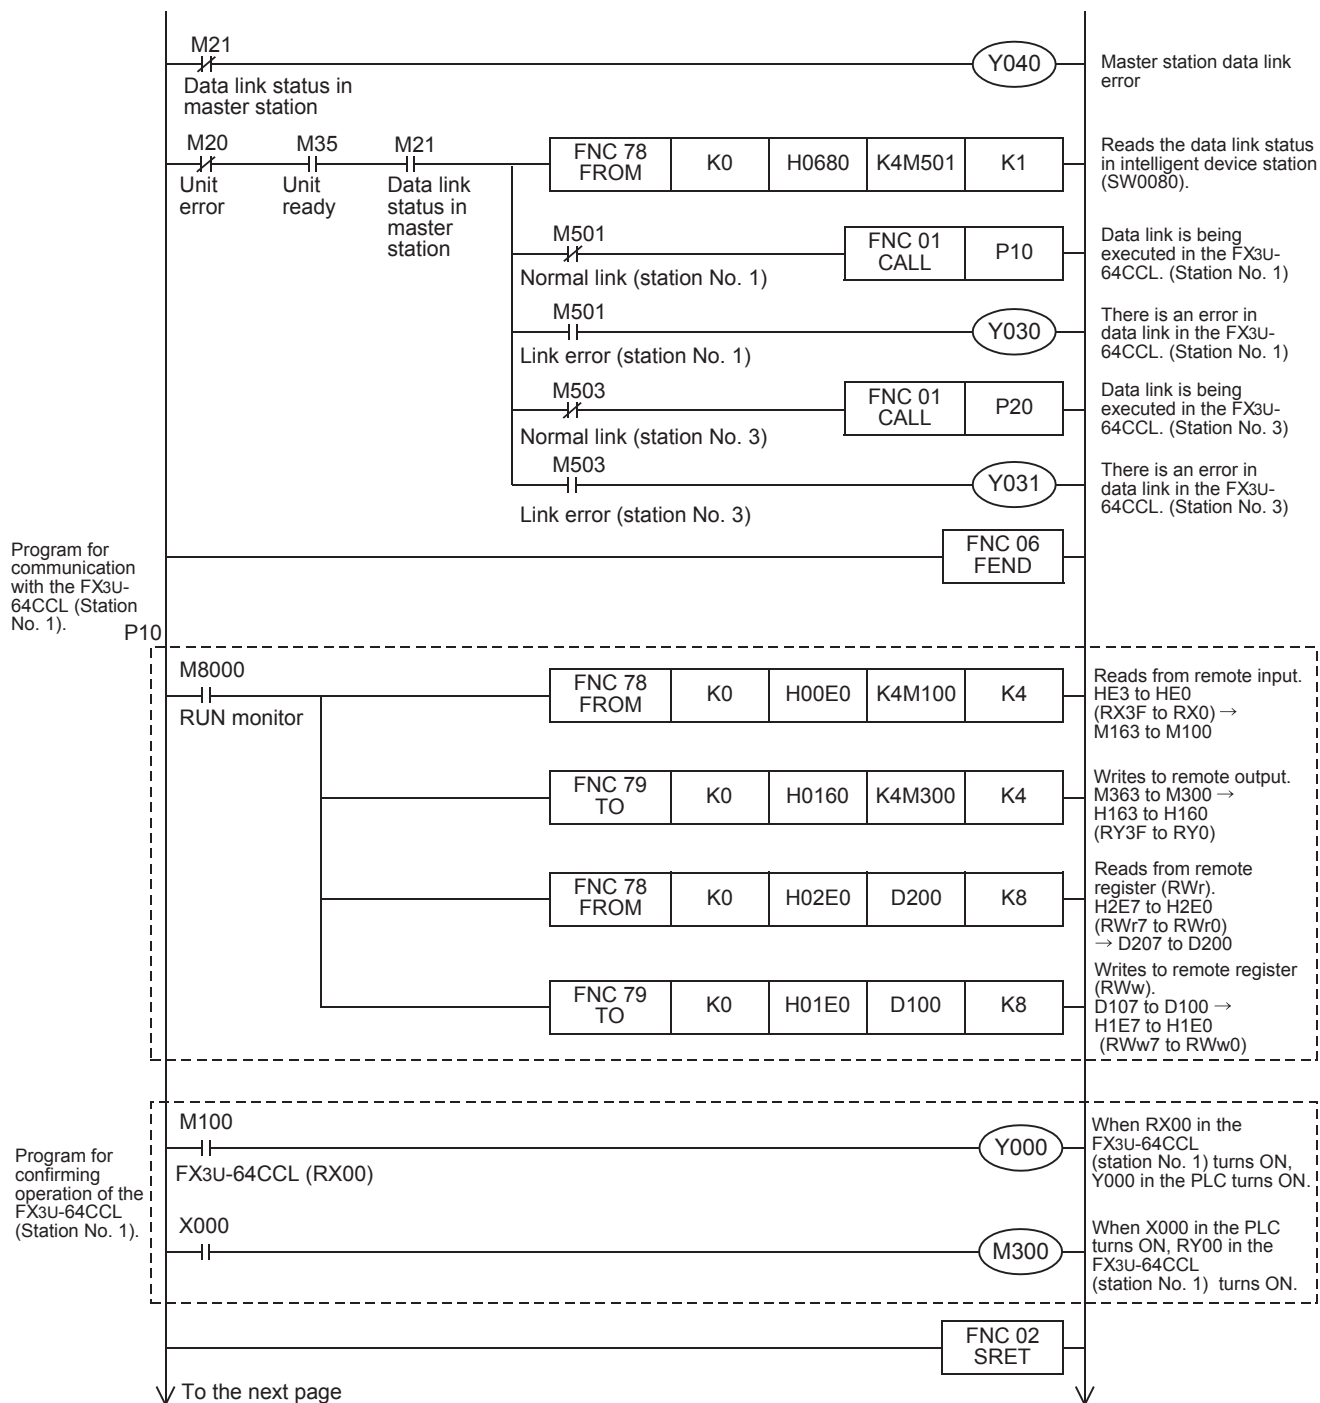 M21
Y040
Master station data link
error
Data link status in
master station
M20
M35
M21
FNC 78
FROM
K0
H0680
K4M501
K1
Reads the data link status
in intelligent device station
(SW0080).
Unit
error
Unit
ready
Data link
status in
master
station
M501
FNC 01
CALL
P10
Normal link (station No. 1)
Data link is being
executed in the FX3U-
64CCL. (Station No. 1)
M501
Y030
Link error (station No. 1)
There is an error in
data link in the FX3U-
64CCL. (Station No. 1)
M503
FNC 01
CALL
P20
Normal link (station No. 3)
Data link is being
executed in the FX3U-
64CCL. (Station No. 3)
M503
Y031
Link error (station No. 3)
There is an error in
data link in the FX3U-
64CCL. (Station No. 3)
FNC 06
FEND
Program for
communication
with the FX3U-
64CCL (Station
No. 1).
P10
M8000
RUN monitor
FNC 78
FROM
K0
H00E0
K4M100
K4
Reads from remote input.
HE3 to HE0
(RX3F to RX0) →
M163 to M100
FNC 79
TO
K0
H0160
K4M300
K4
Writes to remote output.
M363 to M300 →
H163 to H160
(RY3F to RY0)
FNC 78
FROM
K0
H02E0
D200
K8
Reads from remote
register (RWr).
H2E7 to H2E0
(RWr7 to RWr0)
→ D207 to D200
FNC 79
TO
K0
H01E0
D100
K8
Writes to remote register
(RWw).
D107 to D100 →
H1E7 to H1E0
(RWw7 to RWw0)
Program for
confirming
operation of the
FX3U-64CCL
(Station No. 1).
M100
Y000
FX3U-64CCL (RX00)
When RX00 in the
FX3U-64CCL
(station No. 1) turns ON,
Y000 in the PLC turns ON.
X000
M300
When X000 in the PLC
turns ON, RY00 in the
FX3U-64CCL
(station No. 1) turns ON.
FNC 02
SRET
To the next page